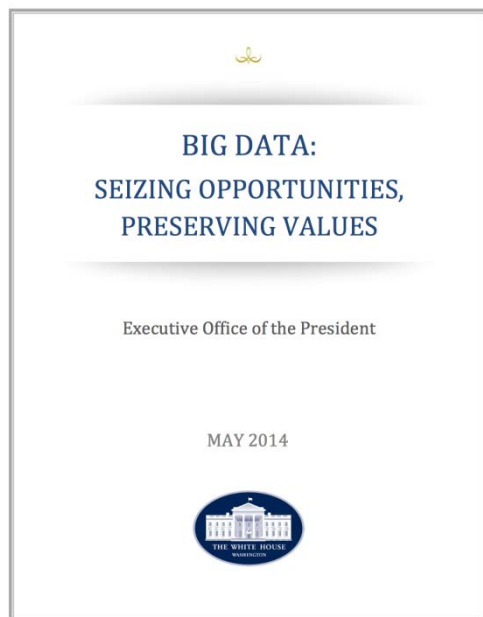 BIG DATA:
SEIZING OPPORTUNITIES,
PRESERVING VALUES
Executive Office of the President
MAY 2014
THE WHITE HOUSE
WASHINGTON